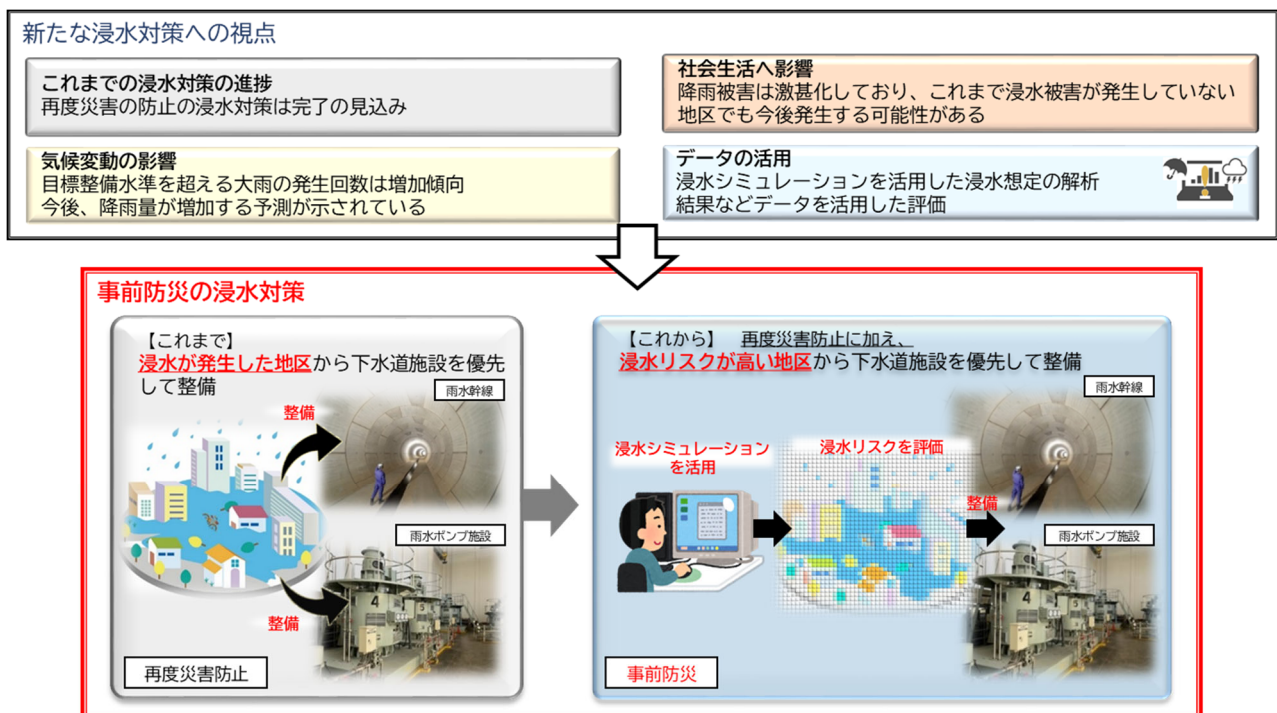 新たな浸水対策への視点
これまでの浸水対策の進捗
再度災害の防止の浸水対策は完了の見込み
社会生活へ影響
降雨被害は激甚化しており、これまで浸水被害が発生していない
地区でも今後発生する可能性がある
気候変動の影響
目標整備水準を超える大雨の発生回数は増加傾向
今後、降雨量が増加する予測が示されている
データの活用
浸水シミュレーションを活用した浸水想定の解析
結果などデータを活用した評価
事前防災の浸水対策
【これまで】
浸水が発生した地区から下水道施設を優先
して整備
雨水幹線
整備
雨水ポンプ施設
4
5
整備
再度災害防止
【これから】 再度災害防止に加え、
浸水リスクが高い地区から下水道施設を優先して整備
雨水幹線
浸水シミュレーション
を活用
浸水リスクを評価
整備
雨水ポンプ施設
4
5
事前防災